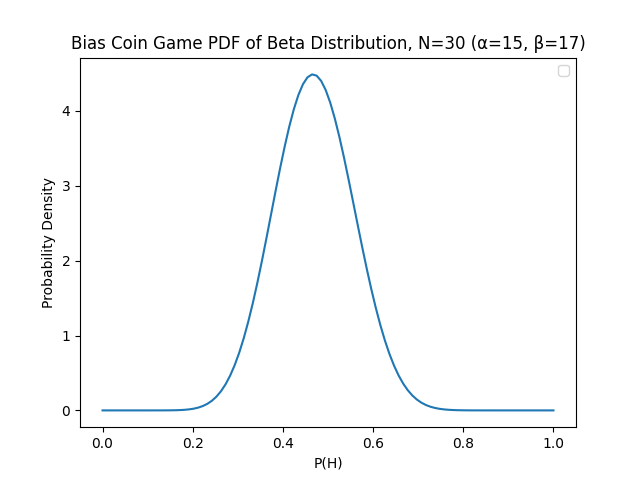 Bias Coin Game PDF of Beta Distribution, N=30 (α=15, β=17)
4
3
2
1
0
Probability Density
0.0 0.2 0.4 0.6 0.8 1.0
P(H)